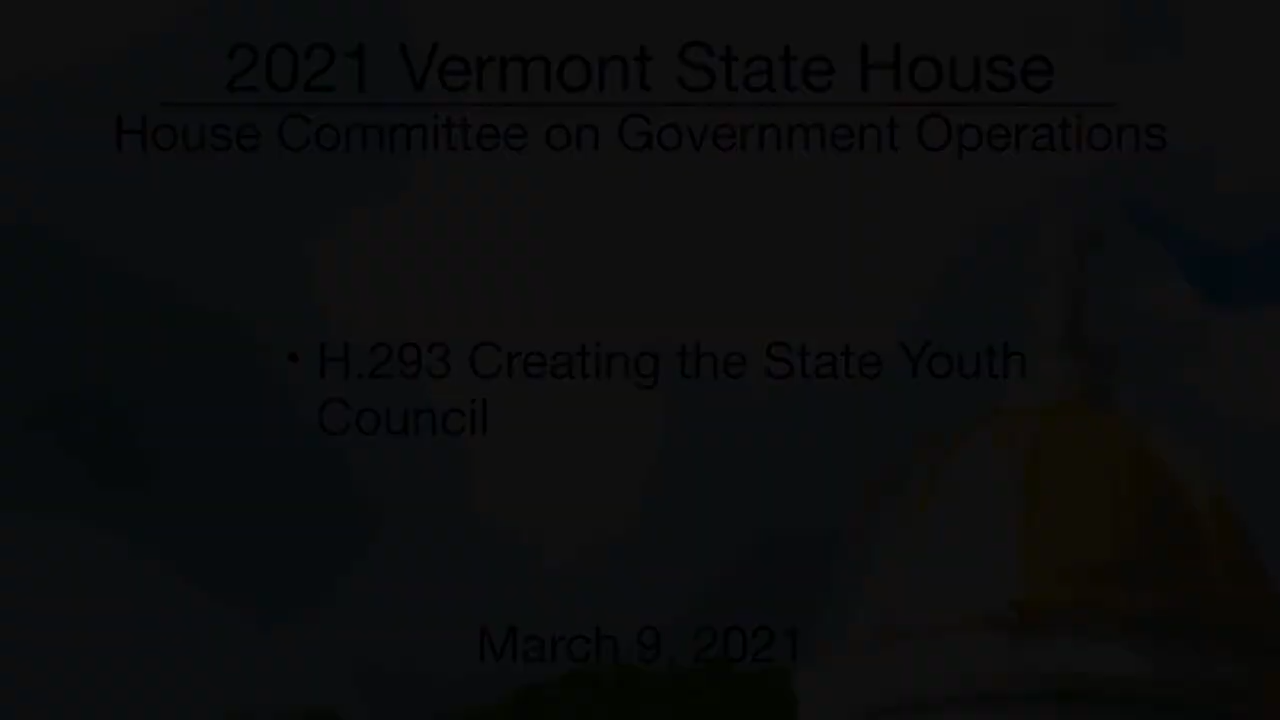 2021 Vermont State House
House Committee on Government Operations
• H.293 Creating the State Youth
Council
March 9, 2021